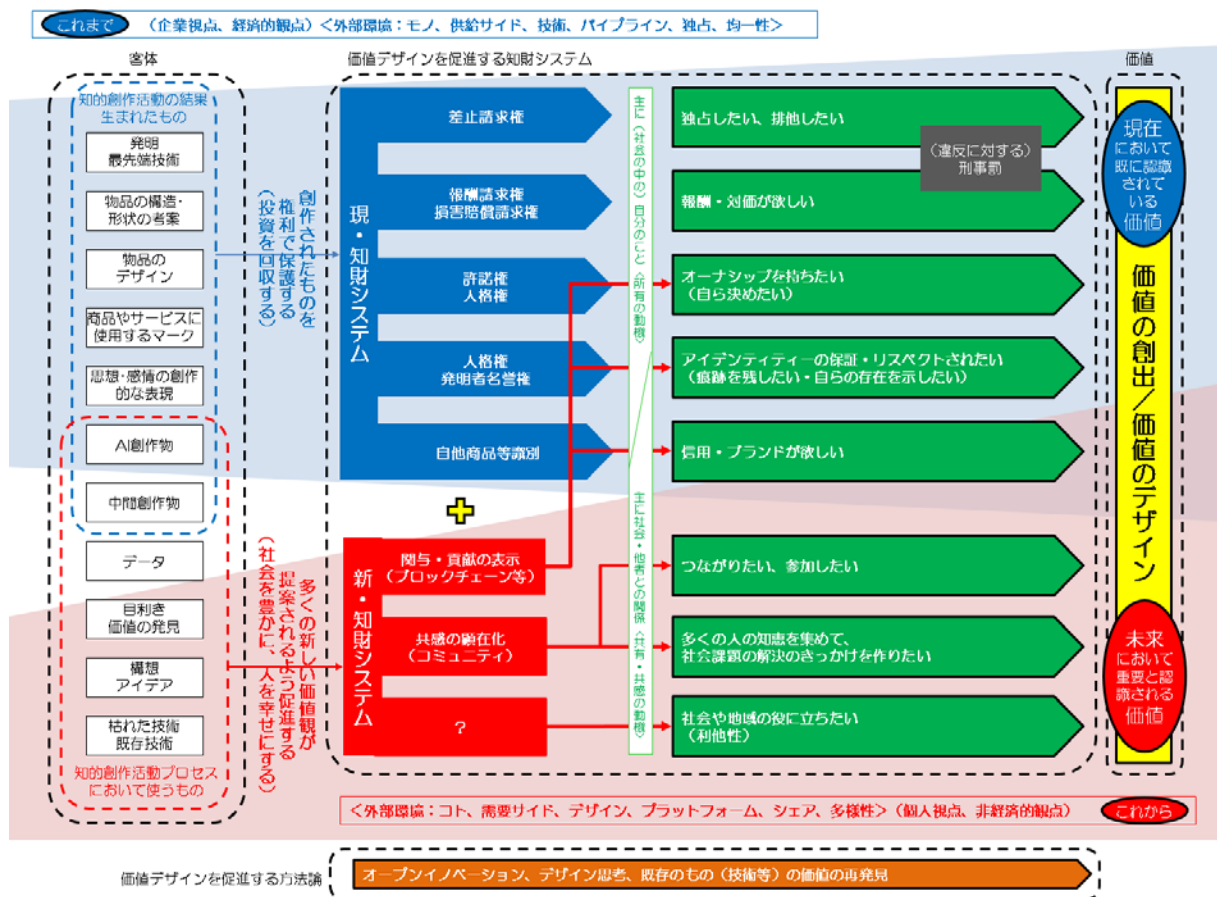 これまで
(企業視点、経済的観点)<外部環境：モノ、供給サイド、技術、パイプライン、独占、均一性>
客体
価値デザインを促進する知財システム
価値
知的創作活動の結果
生まれたもの
発明
最先端技術
物品の構造・
形状の考案
物品の
デザイン
商品やサービスに
使用するマーク
思想・感情の創作
的な表現
AI創作物
中間創作物
データ
目利き
価値の発見
構想
アイデア
枯れた技術
既存技術
知的創作活動プロセス
において使うもの
創作されたものを
権利で保護する
(投資を回収する)
多くの新しい価値観が
提案されるよう促進する
(社会を豊かに、人を幸せにする)
現・知財システム
差止請求権
報酬請求権
損害賠償請求権
許諾権
人格権
人格権
発明者名誉権
自他商品等識別
新・知財システム
関与・貢献の表示
(ブロックチェーン等)
共感の顕在化
(コミュニティ)
？
主に(社会の中の)自分のこと<所有の動機>
主に社会・他者との関係<共有・共感の動機>
独占したい、排他したい
(違反に対する)
刑事罰
報酬・対価が欲しい
オーナシップを持ちたい
(自ら決めたい)
アイデンティティーの保証・リスペクトされたい
(痕跡を残したい・自らの存在を示したい)
信用・ブランドが欲しい
つながりたい、参加したい
多くの人の知恵を集めて、
社会課題の解決のきっかけを作りたい
社会や地域の役に立ちたい
(利他性)
現在
において
既に認識
されて
いる
価値
価値の創出／価値のデザイン
未来
において
重要と認
識される
価値
<外部環境：コト、需要サイド、デザイン、プラットフォーム、シェア、多様性>(個人視点、非経済的観点)
これから
価値デザインを促進する方法論
オープンイノベーション、デザイン思考、既存のもの(技術等)の価値の再発見